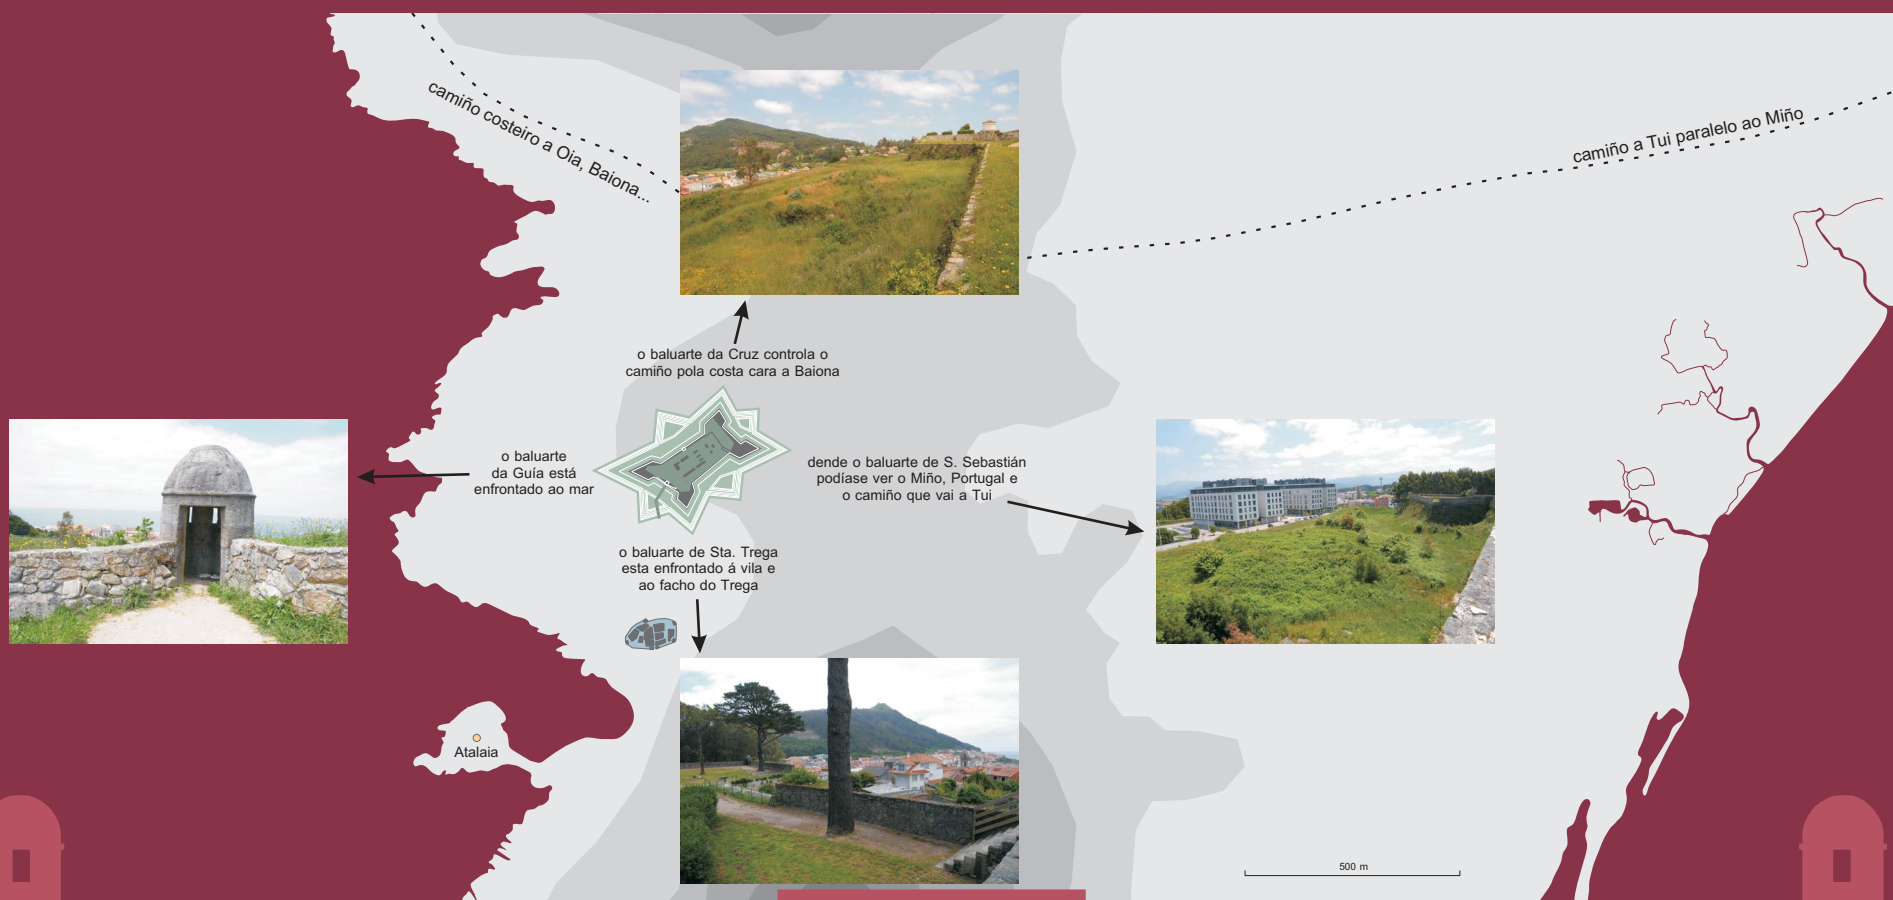 camiño costeiro a Oia, Baiona...
camiño a Tui paralelo ao Miño
o baluarte da Cruz controla o
camiño pola costa cara a Baiona
o baluarte
da Guía está
enfrontado ao mar
dende o baluarte de S. Sebastián
podíase ver o Miño, Portugal e
o camiño que vai a Tui
o baluarte de Sta. Trega
esta enfrontado á vila e
ao facho do Trega
Atalaia
500 m